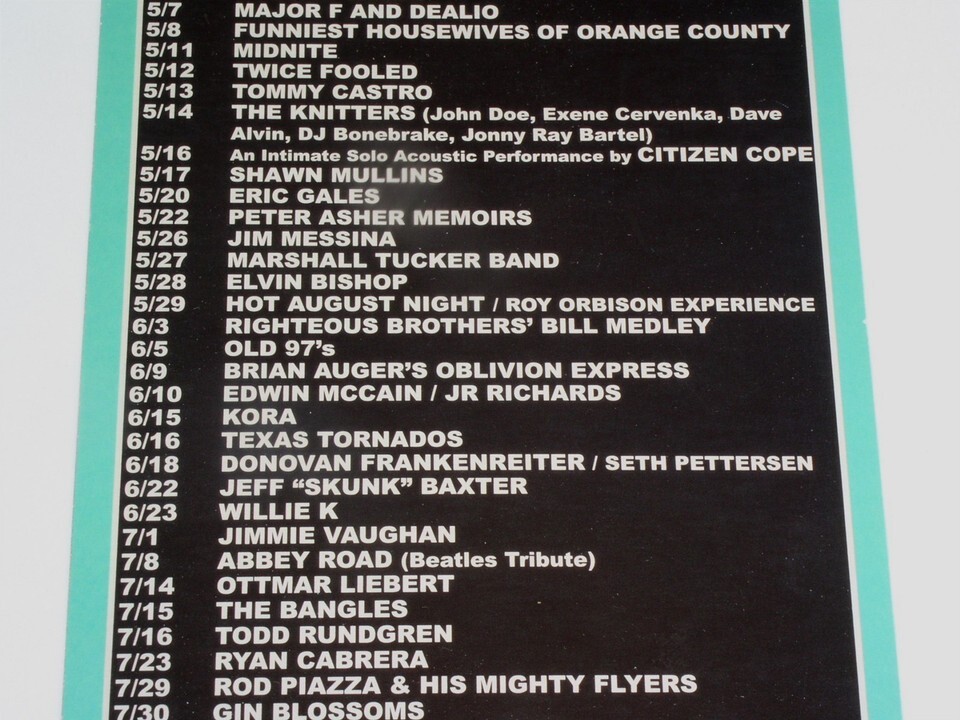 5/7 MAJOR F AND DEALIO
5/8 FUNNIEST HOUSEWIVES OF ORANGE COUNTY
5/11 MIDNITE
5/12 TWICE FOOLED
5/13 TOMMY CASTRO
5/14 THE KNITTERS (John Doe, Exene Cervenka, Dave
Alvin, DJ Bonebrake, Jonny Ray Bartel)
5/16 An Intimate Solo Acoustic Performance by CITIZEN COPE
5/17 SHAWN MULLINS
5/20 ERIC GALES
5/22 PETER ASHER MEMOIRS
5/26 JIM MESSINA
5/27 MARSHALL TUCKER BAND
5/28 ELVIN BISHOP
5/29 HOT AUGUST NIGHT / ROY ORBISON EXPERIENCE
6/3 RIGHTEOUS BROTHERS' BILL MEDLEY
6/5 OLD 97's
6/9 BRIAN AUGER'S OBLIVION EXPRESS
6/10 EDWIN MCCAIN / JR RICHARDS
6/15 KORA
6/16 TEXAS TORNADOS
6/18 DONOVAN FRANKENREITER / SETH PETTERSEN
6/22 JEFF “SKUNK” BAXTER
6/23 WILLIE K
7/1 JIMMIE VAUGHAN
7/8 ABBEY ROAD (Beatles Tribute)
7/14 OTTMAR LIEBERT
7/15 THE BANGLES
7/16 TODD RUNDGREN
7/23 RYAN CABRERA
7/29 ROD PIAZZA & HIS MIGHTY FLYERS
7/30 GIN BLOSSOMS